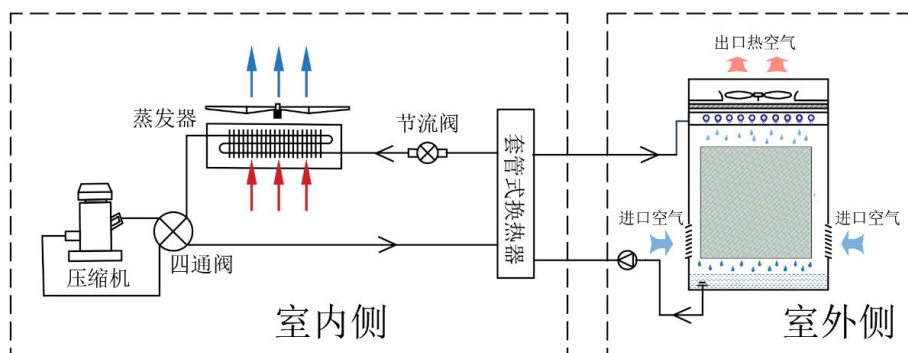 出口热空气
蒸发器
节流阀
套管式换热器
进口空气
进口空气
四通阀
压缩机
室内侧
室外侧